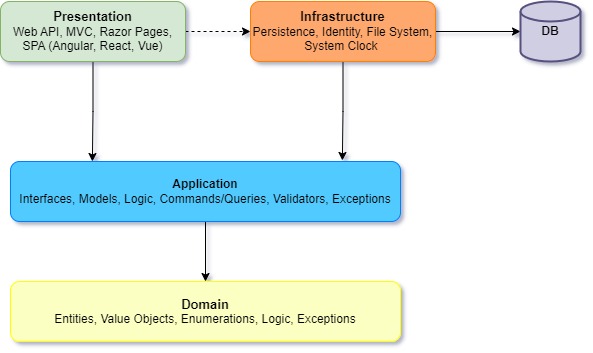 Presentation
Web API, MVC, Razor Pages,
SPA (Angular, React, Vue)
Infrastructure
Persistence, Identity, File System,
System Clock
DB
Application
Interfaces, Models, Logic, Commands/Queries, Validators, Exceptions
Domain
Entities, Value Objects, Enumerations, Logic, Exceptions